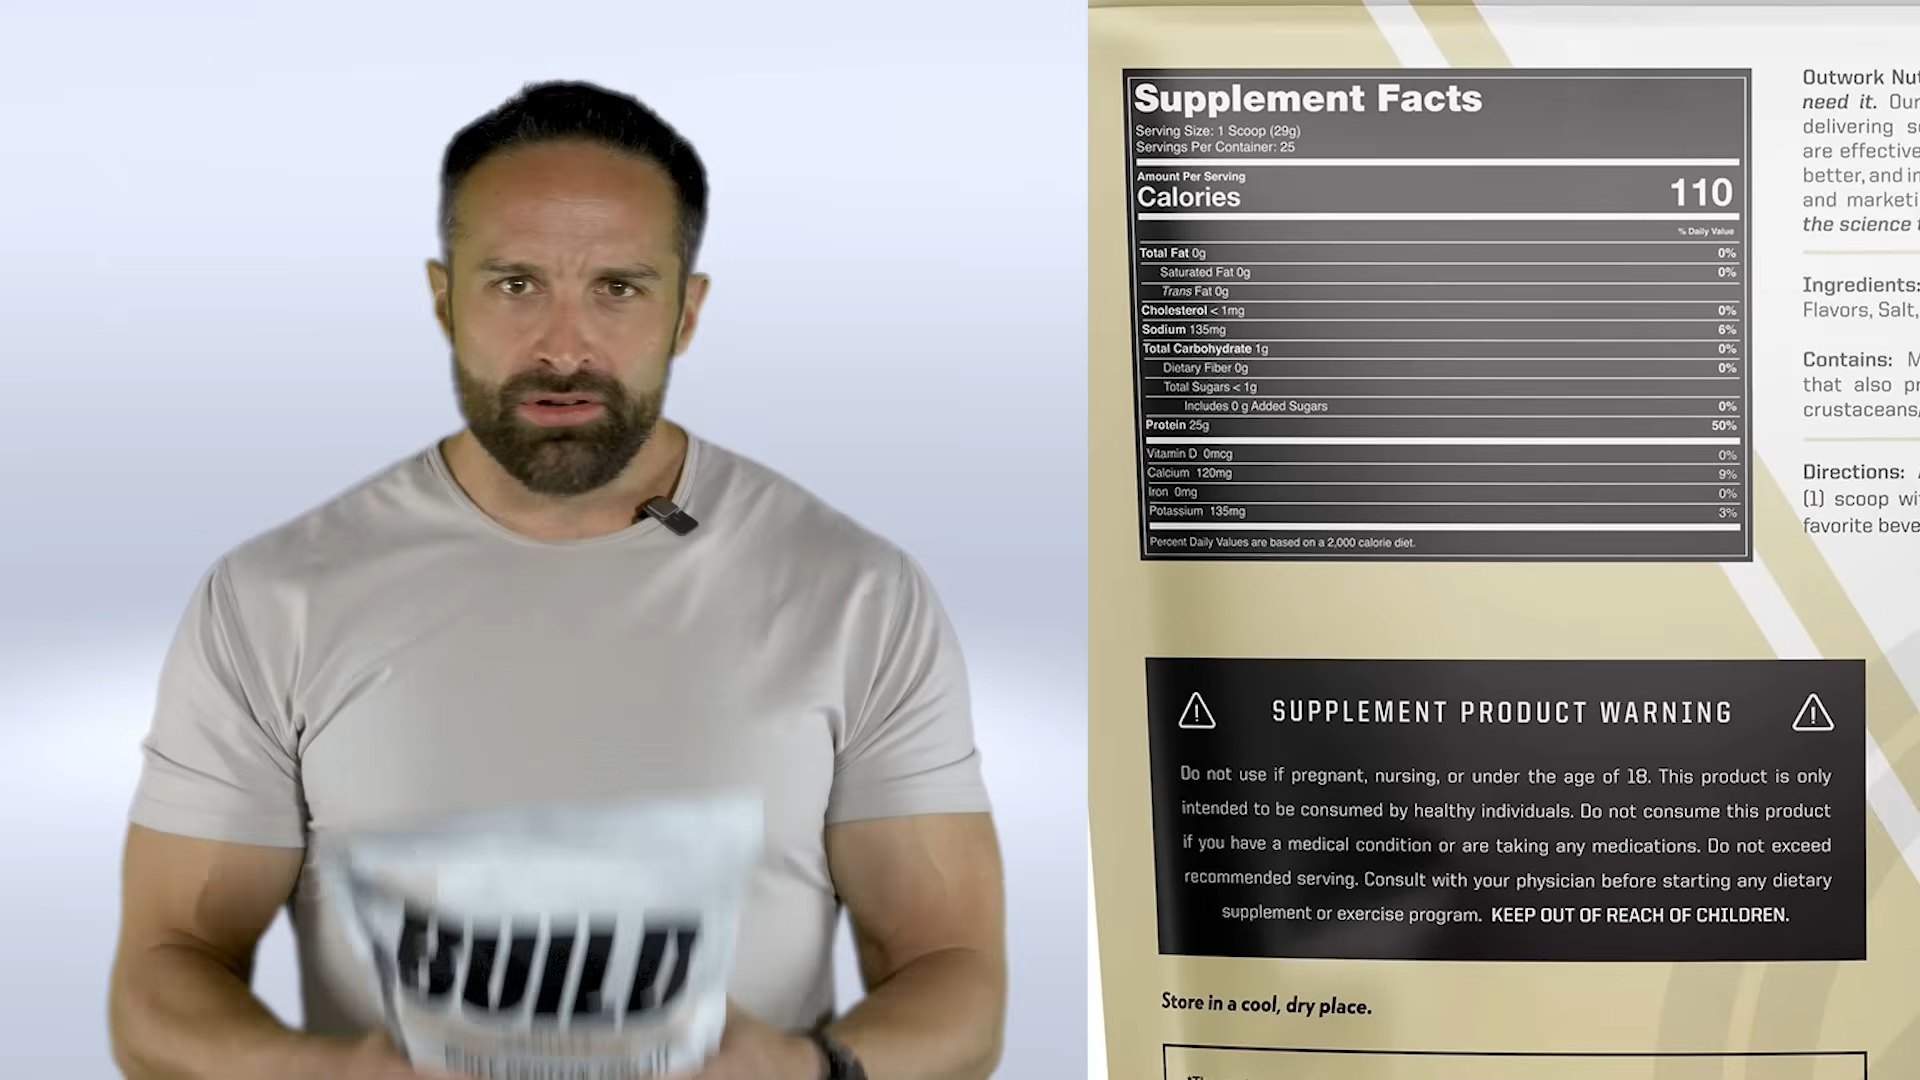 BUILD
Supplement Facts
Serving Size: 1 Scoop (29g)
Servings Per Container: 25
Amount Per Serving
Calories 110
% Daily Value
Total Fat 0g 0%
Saturated Fat 0g 0%
Trans Fat 0g
Cholesterol < 1mg 0%
Sodium 135mg 6%
Total Carbohydrate 1g 0%
Dietary Fiber 0g 0%
Total Sugars < 1g
Includes 0 g Added Sugars 0%
Protein 25g 50%
Vitamin D 0mcg 0%
Calcium 120mg 9%
Iron 0mg 0%
Potassium 135mg 3%
Percent Daily Values are based on a 2,000 calorie diet.
Outwork
need it. Our
delivering
are effective
better, and
and
the science
Ingredients:
Flavors, Salt,
Contains:
that also
crustaceans/
Directions:
(1) scoop
favorite
SUPPLEMENT PRODUCT WARNING
Do not use if pregnant, nursing, or under the age of 18. This product is only
intended to be consumed by healthy individuals. Do not consume this product
if you have a medical condition or are taking any medications. Do not exceed
recommended serving. Consult with your physician before starting any dietary
supplement or exercise program. KEEP OUT OF REACH OF CHILDREN.
Store in a cool, dry place.